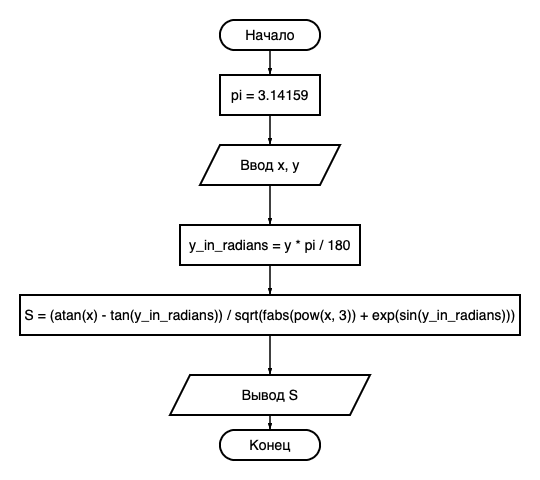 Начало
pi = 3.14159
Ввод x, y
y_in_radians = y * pi / 180
S = (atan(x) - tan(y_in_radians)) / sqrt(fabs(pow(x, 3)) + exp(sin(y_in_radians)))
Вывод S
Конец